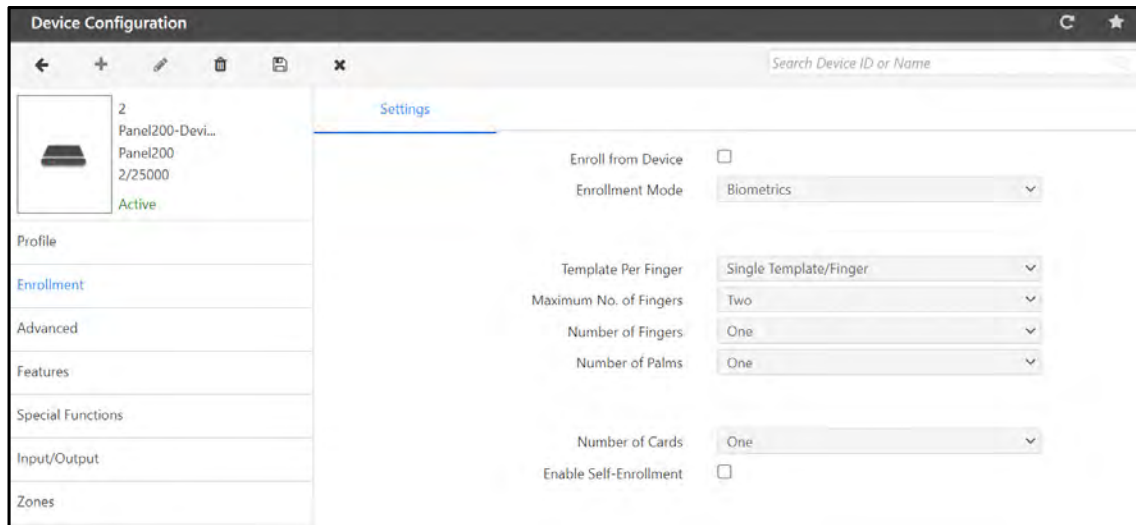 Device Configuration
Search Device ID or Name
2
Panel200-Devi...
Panel200
2/25000
Active
Profile
Enrollment
Advanced
Features
Special Functions
Input/Output
Zones
Settings
Enroll from Device
Enrollment Mode Biometrics
Template Per Finger Single Template/Finger
Maximum No. of Fingers Two
Number of Fingers One
Number of Palms One
Number of Cards One
Enable Self-Enrollment